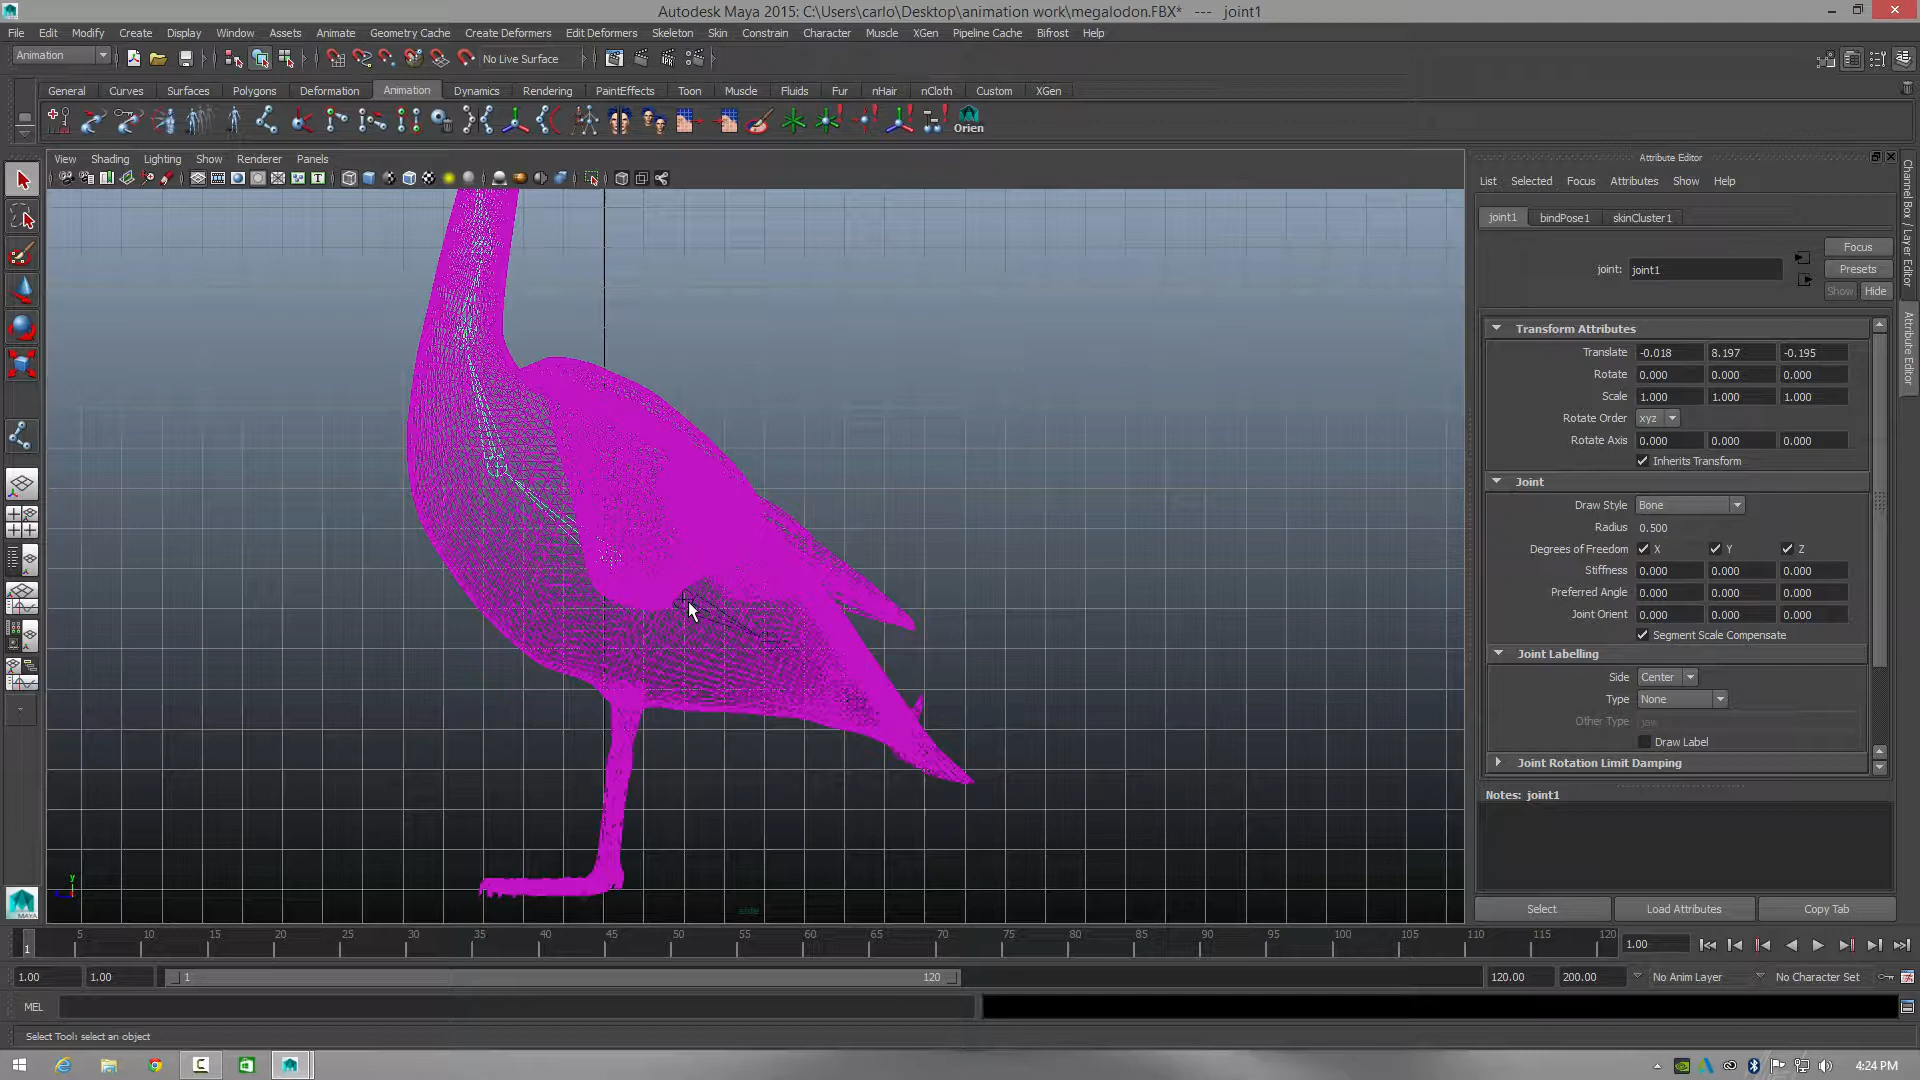 Autodesk Maya 2015: C:\Users\carlo\Desktop\animation work\megalodon.FBX*   ---   joint1
File Edit Modify Create Display Window Assets Animate Geometry Cache Create Deformers Edit Deformers Skeleton Skin Constrain Character Muscle XGen Pipeline Cache Bifrost Help
Animation No Live Surface
General Curves Surfaces Polygons Deformation Animation Dynamics Rendering PaintEffects Toon Muscle Fluids Fur nHair nCloth Custom XGen
Orien
View Shading Lighting Show Renderer Panels
side
y
MAYA
Attribute Editor
List Selected Focus Attributes Show Help
joint1 bindPose1 skinCluster1
Focus
joint: joint1
Presets
Show Hide
Transform Attributes
Translate -0.018 8.197 -0.195
Rotate 0.000 0.000 0.000
Scale 1.000 1.000 1.000
Rotate Order xyz
Rotate Axis 0.000 0.000 0.000
Inherits Transform
Joint
Draw Style Bone
Radius 0.500
Degrees of Freedom X Y Z
Stiffness 0.000 0.000 0.000
Preferred Angle 0.000 0.000 0.000
Joint Orient 0.000 0.000 0.000
Segment Scale Compensate
Joint Labelling
Side Center
Type None
Other Type jaw
Draw Label
Joint Rotation Limit Damping
Notes: joint1
Select Load Attributes Copy Tab
Channel Box / Layer Editor
Attribute Editor
1 5 10 15 20 25 30 35 40 45 50 55 60 65 70 75 80 85 90 95 100 105 110 115 120 1.00
1.00 1.00 1 120 120.00 200.00 No Anim Layer No Character Set
MEL
Select Tool: select an object
4:24 PM